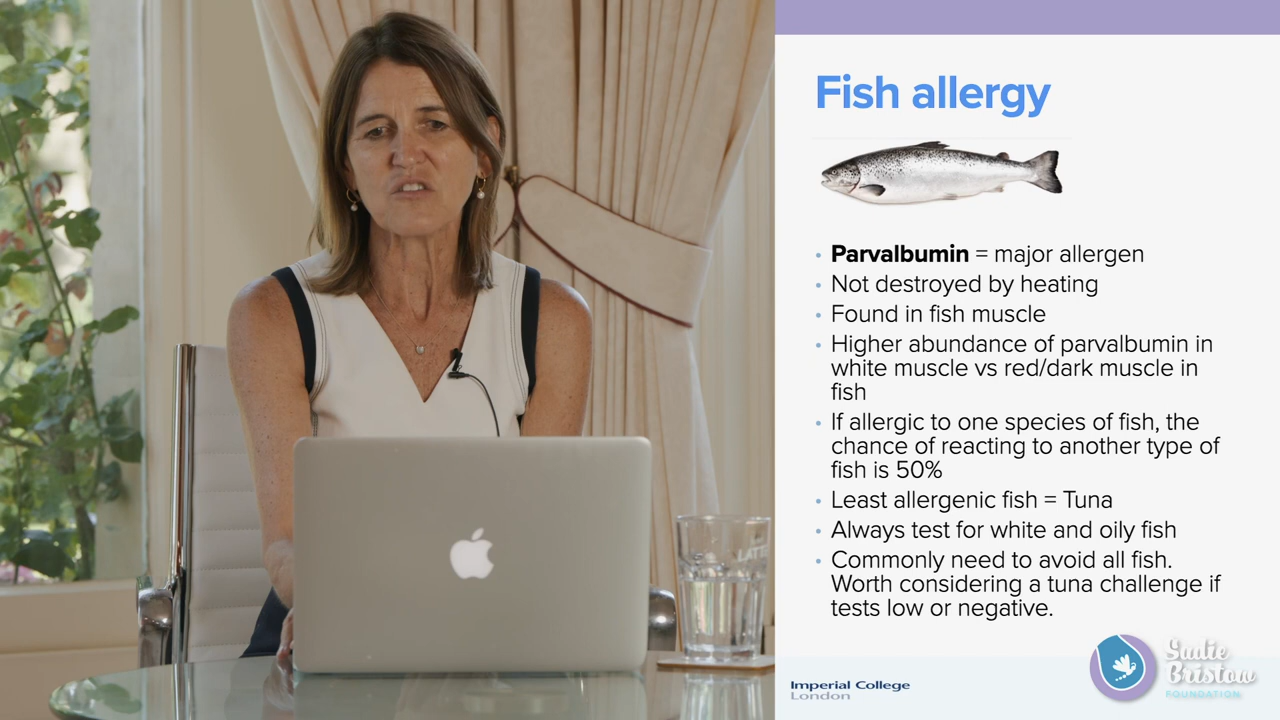 Fish allergy
• Parvalbumin = major allergen
• Not destroyed by heating
• Found in fish muscle
• Higher abundance of parvalbumin in
white muscle vs red/dark muscle in
fish
• If allergic to one species of fish, the
chance of reacting to another type of
fish is 50%
• Least allergenic fish = Tuna
• Always test for white and oily fish
• Commonly need to avoid all fish.
Worth considering a tuna challenge if
tests low or negative.
Imperial College
London
Sadie
Bristow
FOUNDATION